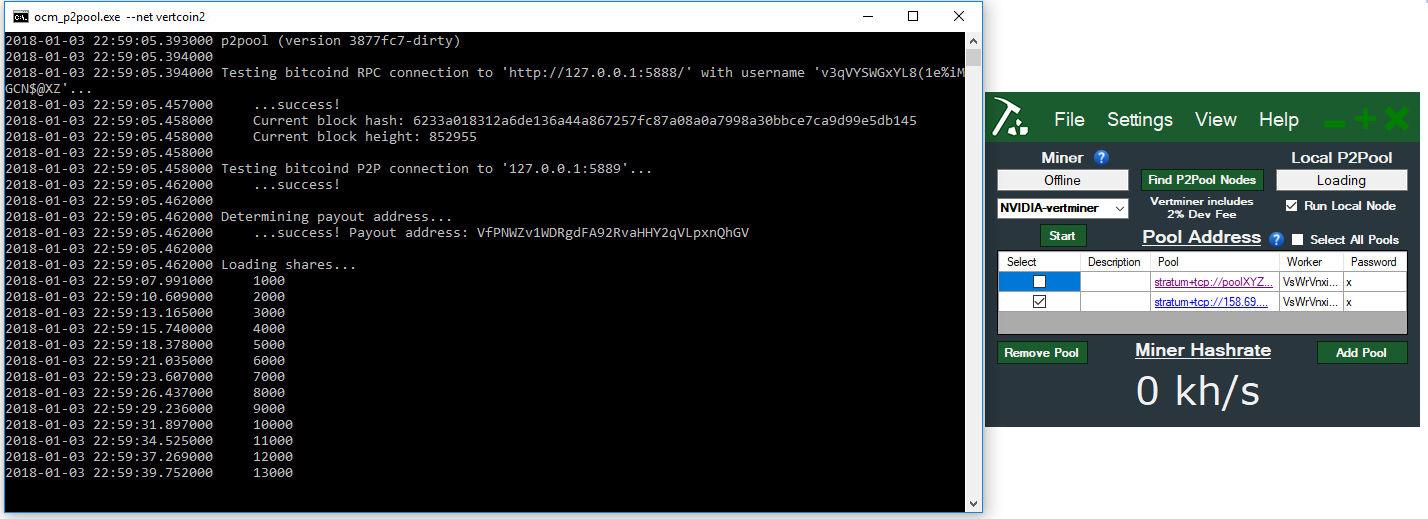 ocm_p2pool.exe --net vertcoin2
2018-01-03 22:59:05.393000 p2pool (version 3877fc7-dirty)
2018-01-03 22:59:05.394000
2018-01-03 22:59:05.394000 Testing bitcoind RPC connection to 'http://127.0.0.1:5888/' with username 'v3qVYSWGxYL8(1e%iM
GCN$@XZ'...
2018-01-03 22:59:05.457000     ...success!
2018-01-03 22:59:05.458000     Current block hash: 6233a018312a6de136a44a867257fc87a08a0a7998a30bbce7ca9d99e5db145
2018-01-03 22:59:05.458000     Current block height: 852955
2018-01-03 22:59:05.458000
2018-01-03 22:59:05.458000 Testing bitcoind P2P connection to '127.0.0.1:5889'...
2018-01-03 22:59:05.462000     ...success!
2018-01-03 22:59:05.462000
2018-01-03 22:59:05.462000 Determining payout address...
2018-01-03 22:59:05.462000     ...success! Payout address: VfPNWZv1WDRgdFA92RvaHHY2qVLpxnQhGV
2018-01-03 22:59:05.462000
2018-01-03 22:59:05.462000 Loading shares...
2018-01-03 22:59:07.991000     1000
2018-01-03 22:59:10.609000     2000
2018-01-03 22:59:13.165000     3000
2018-01-03 22:59:15.740000     4000
2018-01-03 22:59:18.378000     5000
2018-01-03 22:59:21.035000     6000
2018-01-03 22:59:23.607000     7000
2018-01-03 22:59:26.437000     8000
2018-01-03 22:59:29.236000     9000
2018-01-03 22:59:31.897000     10000
2018-01-03 22:59:34.525000     11000
2018-01-03 22:59:37.269000     12000
2018-01-03 22:59:39.752000     13000
File Settings View Help
Miner ? Local P2Pool
Offline Find P2Pool Nodes Loading
NVIDIA-vertminer Vertminer includes Run Local Node
2% Dev Fee
Start Pool Address ? Select All Pools
Select Description Pool Worker Password
stratum+tcp://poolXYZ... VsWrVnxi... x
stratum+tcp://158.69.... VsWrVnxi... x
Remove Pool Miner Hashrate Add Pool
0 kh/s